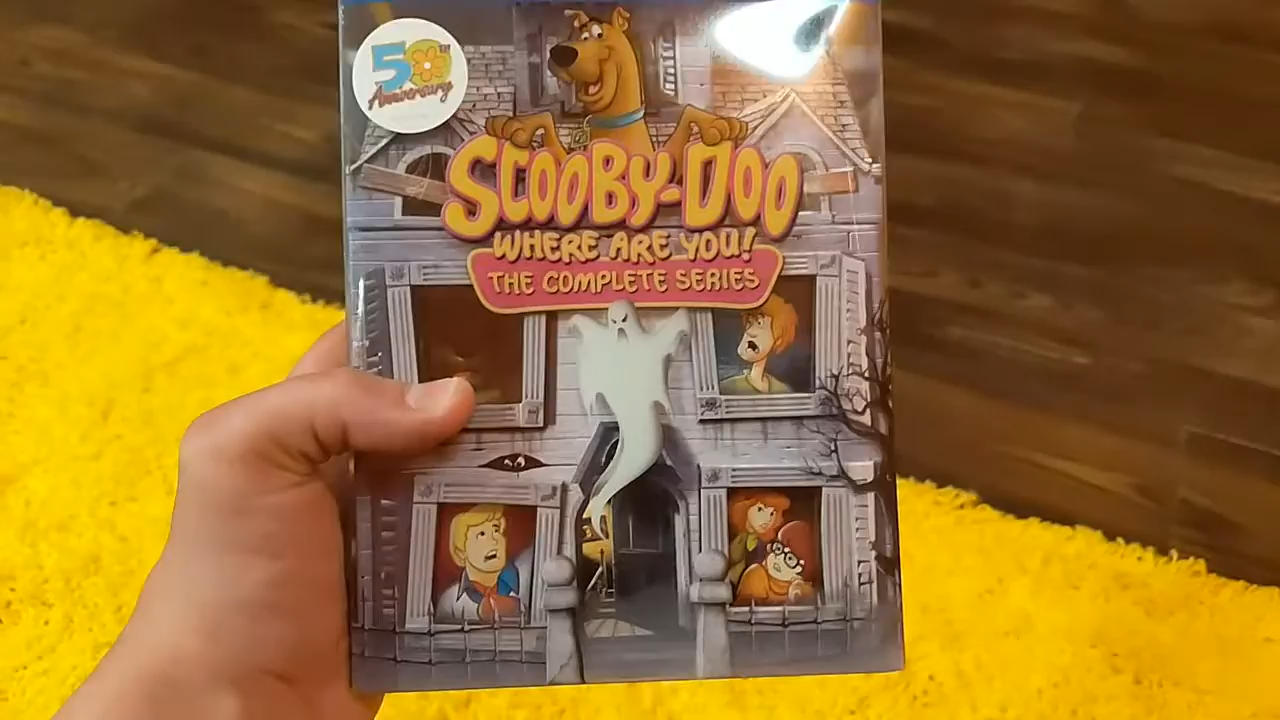 50TH
Anniversary
SCOOBY-DOO
WHERE ARE YOU!
THE COMPLETE SERIES